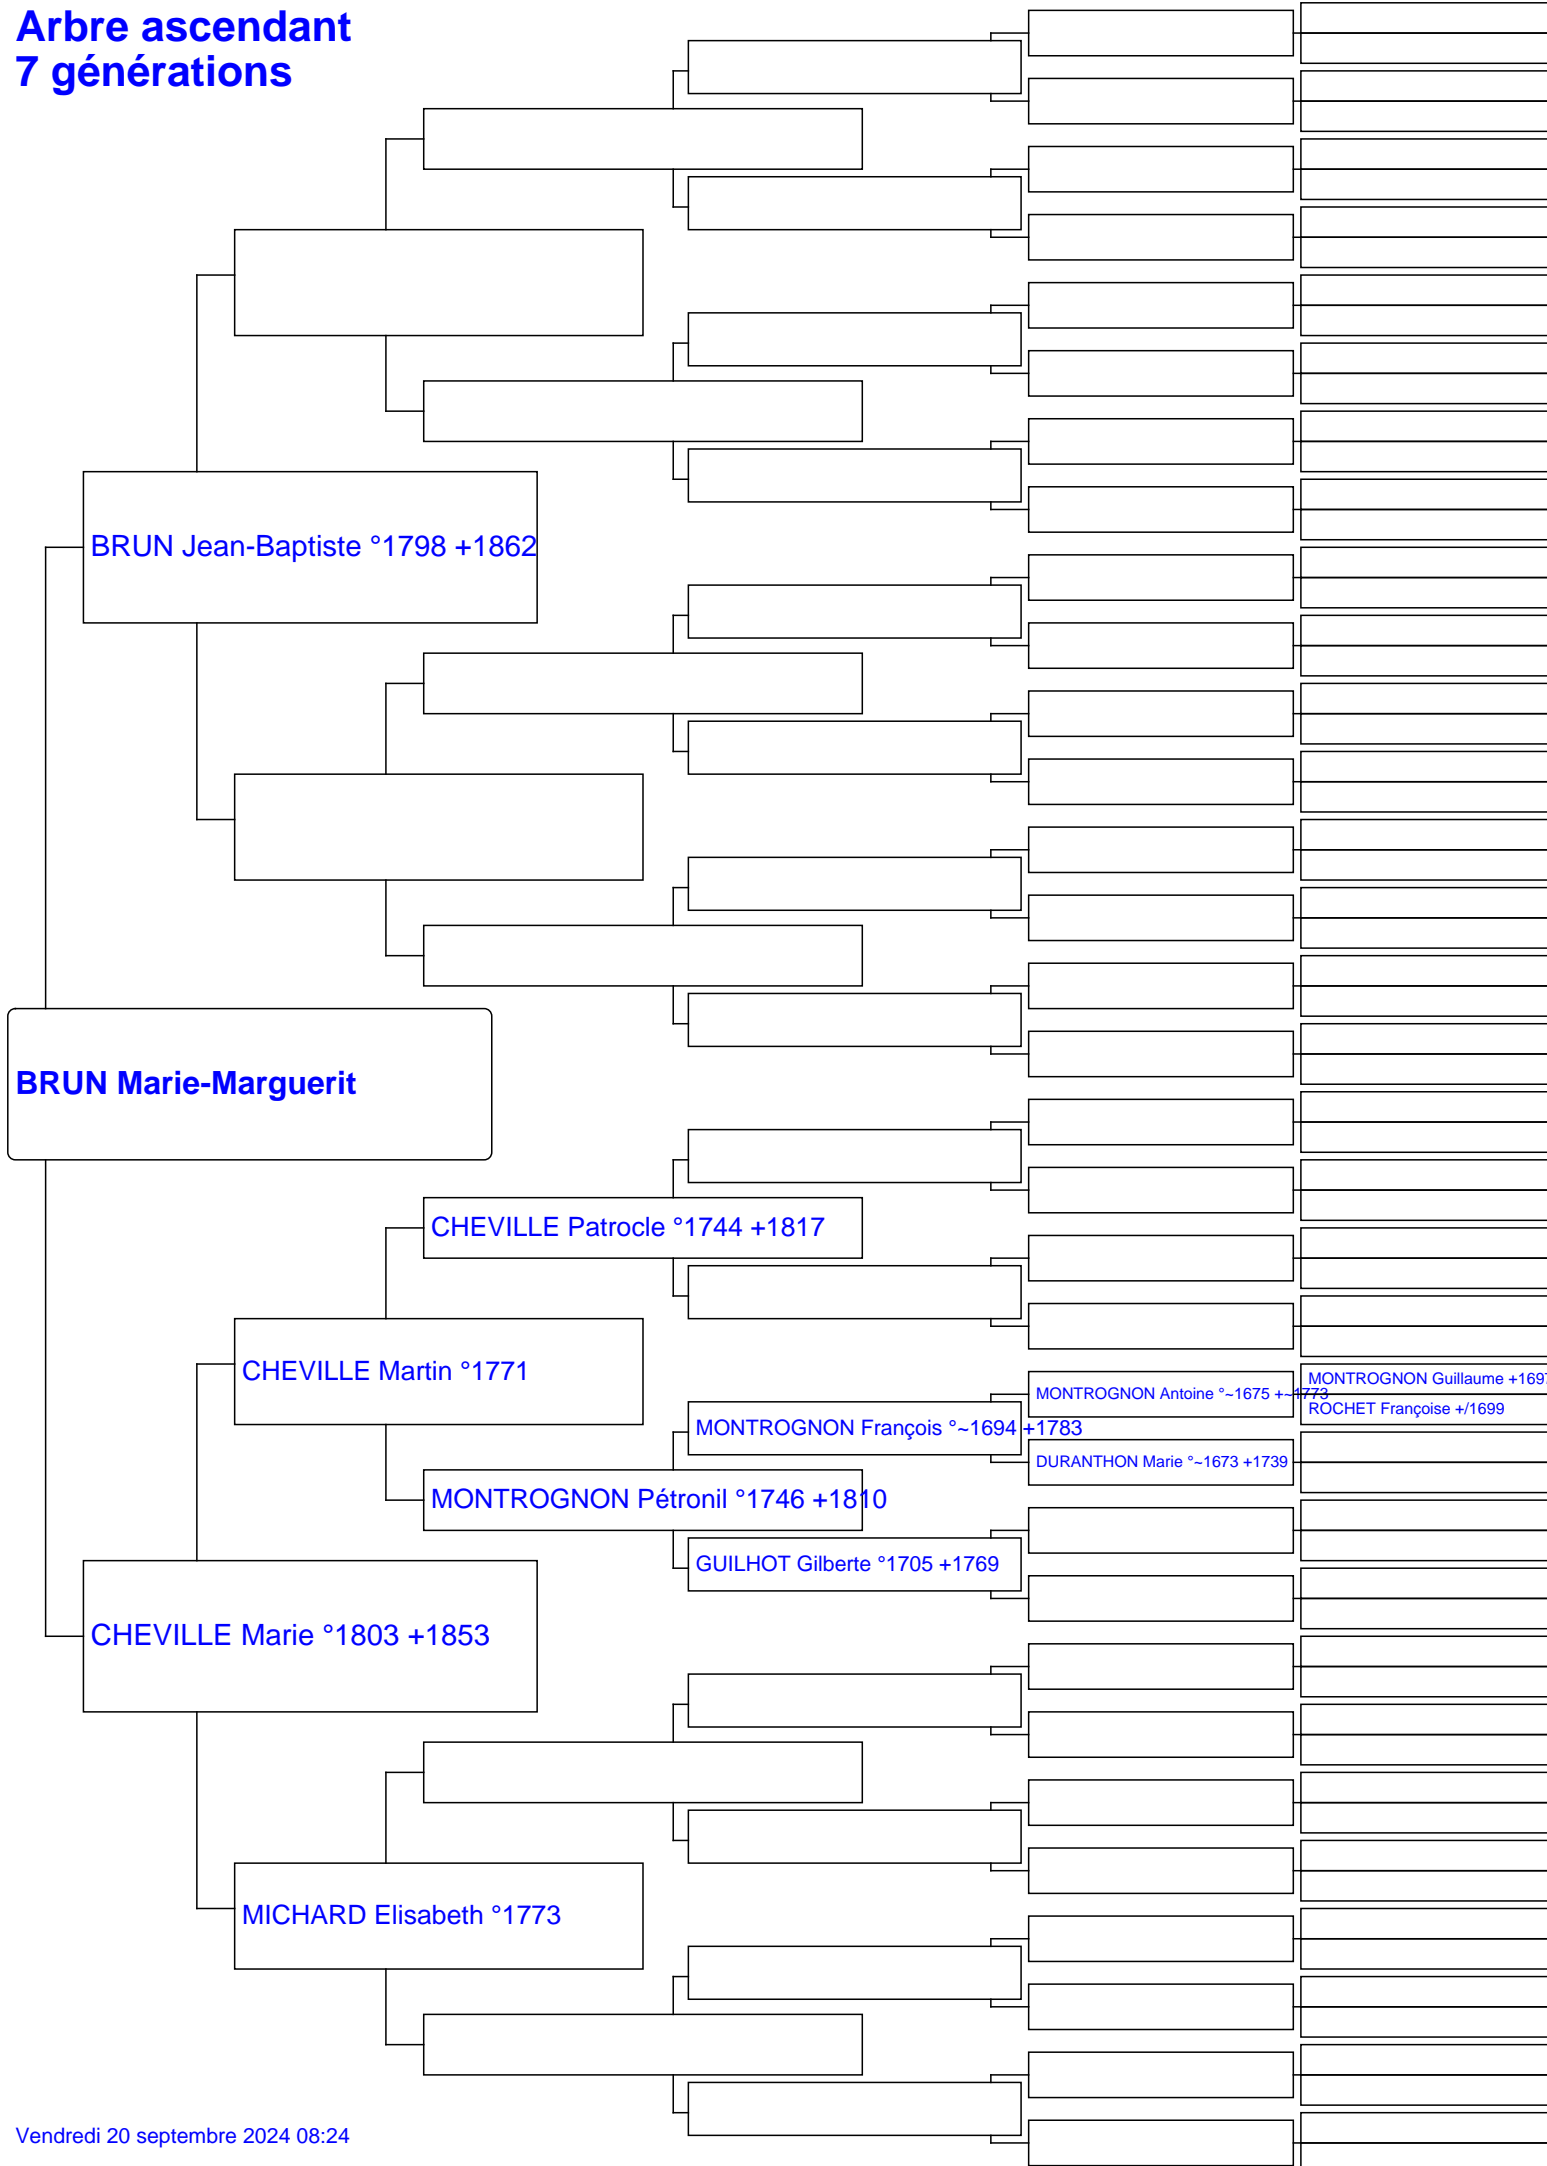 Arbre ascendant
7 générations
BRUN Jean-Baptiste °1798 +1862
BRUN Marie-Marguerit
CHEVILLE Patrocle °1744 +1817
CHEVILLE Martin °1771
MONTROGNON Guillaume +1697
MONTROGNON Antoine °~1675 +~1773
ROCHET Françoise +/1699
MONTROGNON François °~1694 +1783
DURANTHON Marie °~1673 +1739
MONTROGNON Pétronil °1746 +1810
GUILHOT Gilberte °1705 +1769
CHEVILLE Marie °1803 +1853
MICHARD Elisabeth °1773
Vendredi 20 septembre 2024 08:24